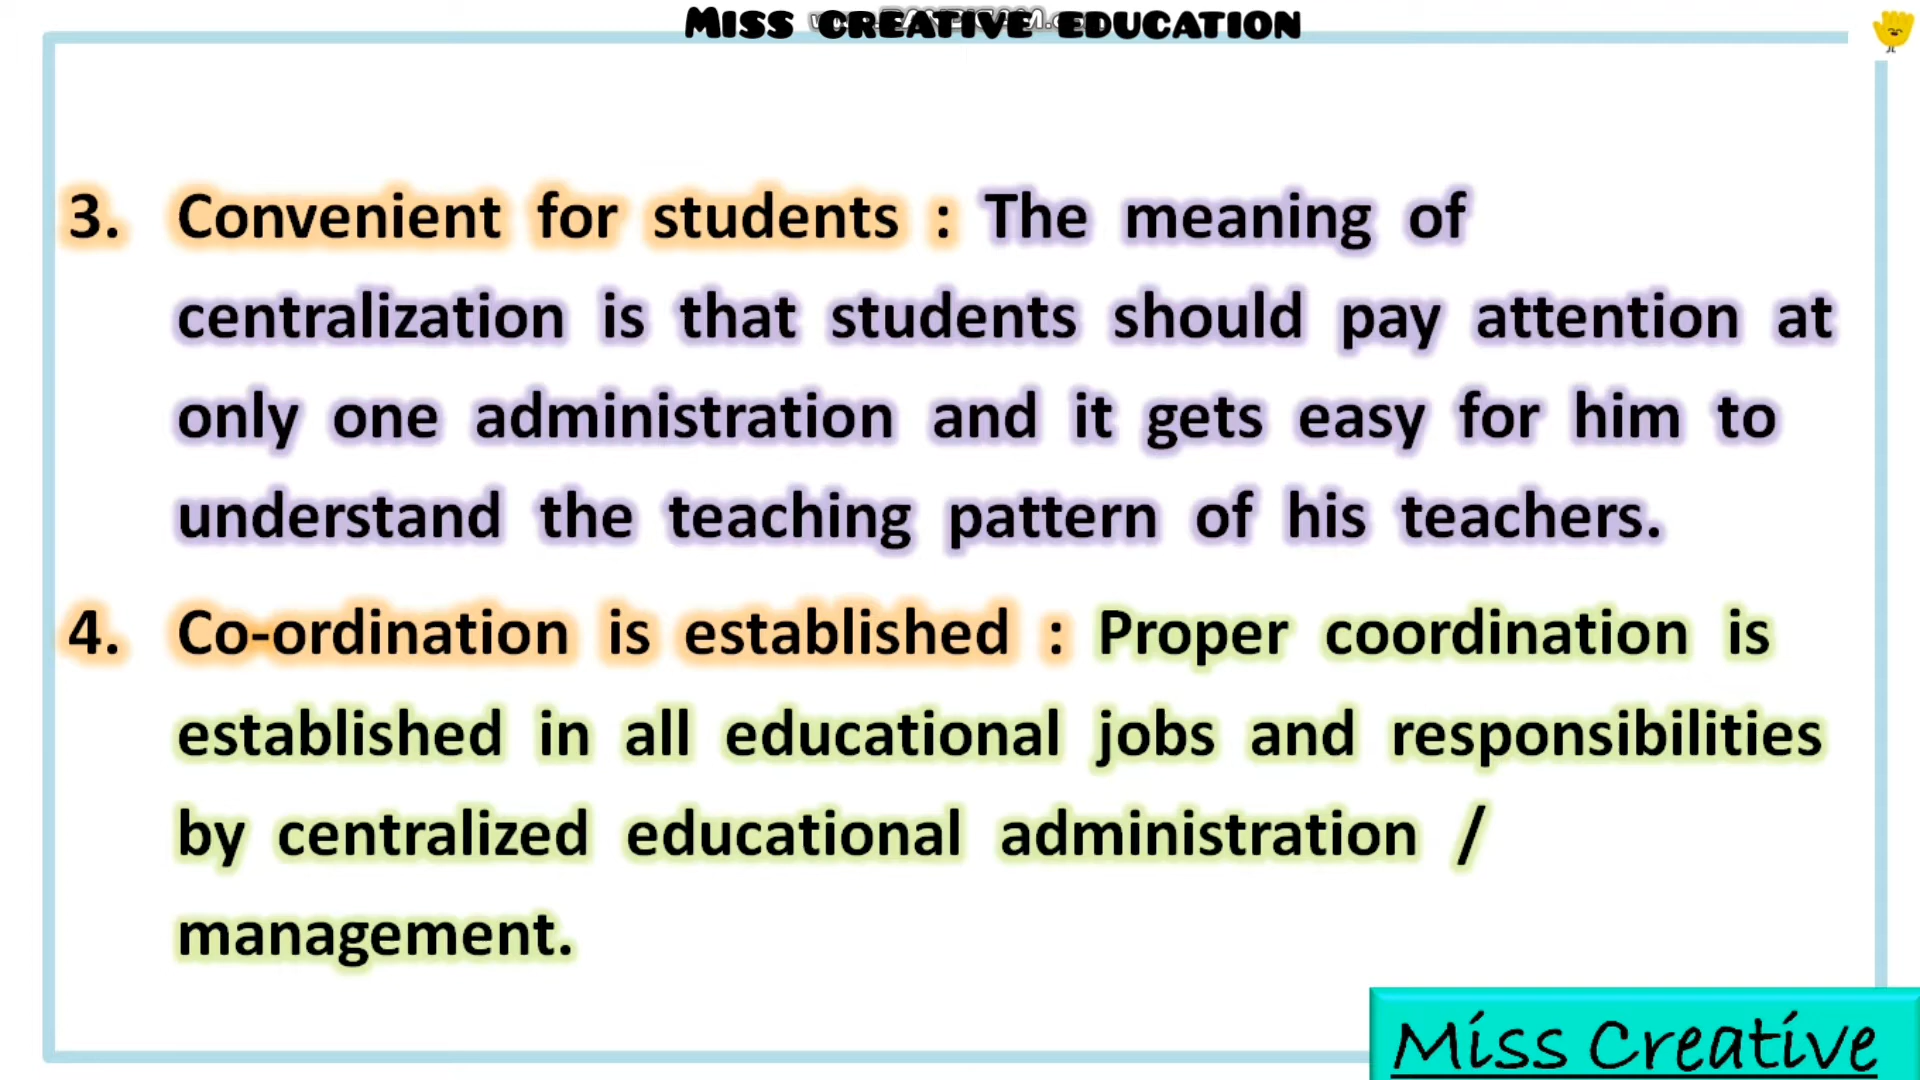 Miss creative education
3. Convenient for students : The meaning of
centralization is that students should pay attention at
only one administration and it gets easy for him to
understand the teaching pattern of his teachers.
4. Co-ordination is established : Proper coordination is
established in all educational jobs and responsibilities
by centralized educational administration /
management.
Miss Creative